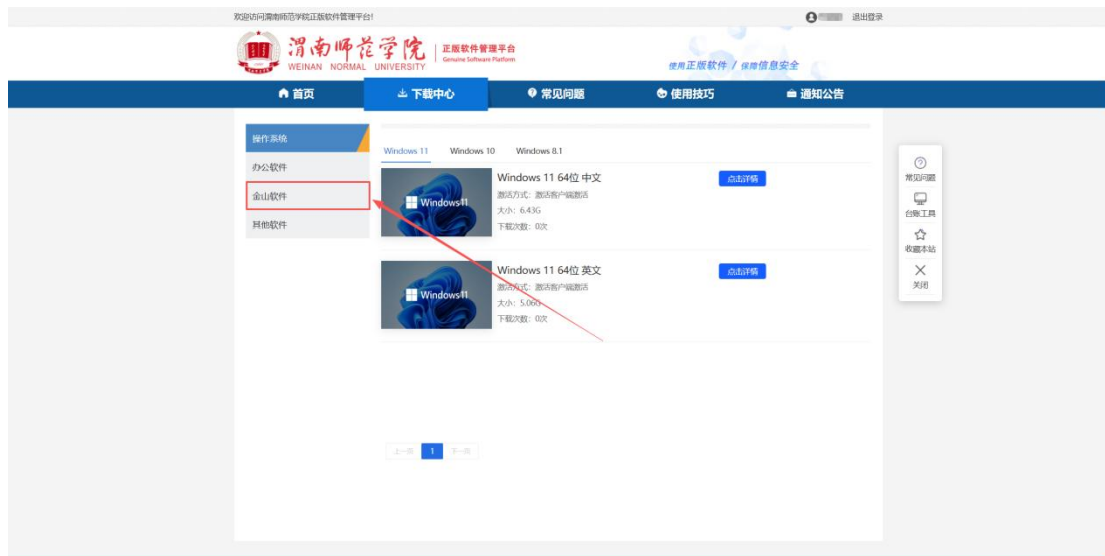 欢迎访问渭南师范学院正版软件管理平台!
退出登录
渭南师范学院
WEINAN NORMAL UNIVERSITY
正版软件管理平台
Genuine Software Platform
使用正版软件 / 保障信息安全
首页 下载中心 常见问题 使用技巧 通知公告
操作系统
办公软件
金山软件
其他软件
Windows 11 Windows 10 Windows 8.1
Windows 11 64位 中文
点击详情
激活方式: 激活客户端激活
大小: 6.43G
下载次数: 0次
Windows11
Windows 11 64位 英文
点击详情
激活方式: 激活客户端激活
大小: 5.06G
下载次数: 0次
Windows11
上一页 1 下一页
常见问题
台账工具
收藏本站
关闭